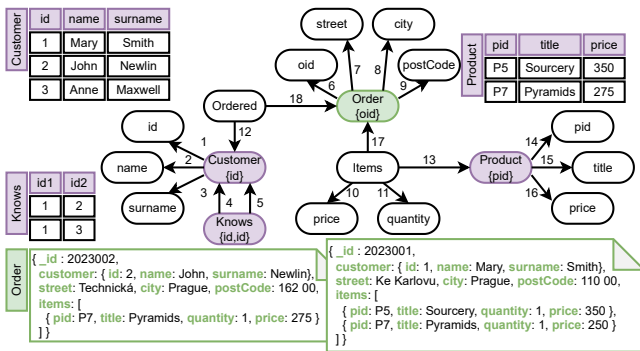 Customer
id name surname
1 Mary Smith
2 John Newlin
3 Anne Maxwell
street
city
oid
postCode
6
7
8
9
Order
{oid}
Product
pid title price
P5 Sourcery 350
P7 Pyramids 275
Ordered
18
12
17
id
name
surname
1
2
3
4
5
Customer
{id}
Knows
{id,id}
Items
13
10
11
price
quantity
Product
{pid}
14
15
16
pid
title
price
Knows
id1 id2
1 2
1 3
Order
{ _id : 2023002,
customer: { id: 2, name: John, surname: Newlin},
street: Technická, city: Prague, postCode: 162 00,
items: [
{ pid: P7, title: Pyramids, quantity: 1, price: 275 }
] }
{ _id : 2023001,
customer: { id: 1, name: Mary, surname: Smith},
street: Ke Karlovu, city: Prague, postCode: 110 00,
items: [
{ pid: P5, title: Sourcery, quantity: 1, price: 350 },
{ pid: P7, title: Pyramids, quantity: 1, price: 250 }
] }